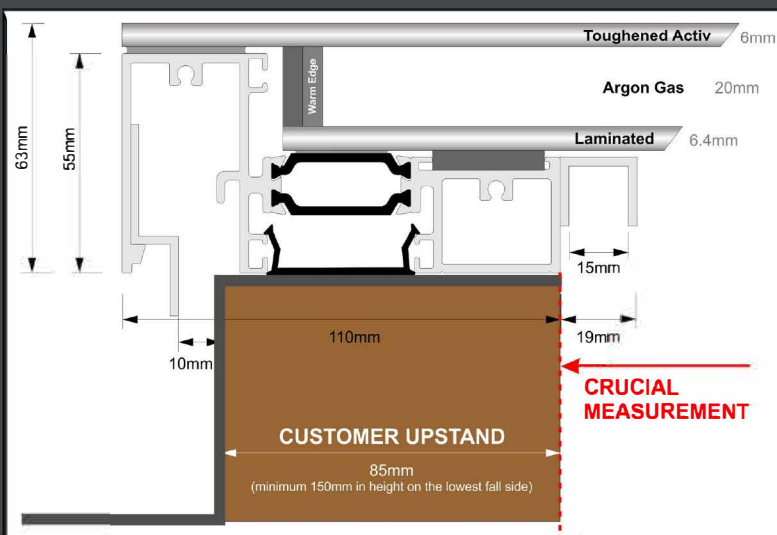 Toughened Activ
6mm
63mm
55mm
Warm Edge
Argon Gas
20mm
Laminated
6.4mm
15mm
10mm
110mm
19mm
CRUCIAL
MEASUREMENT
CUSTOMER UPSTAND
85mm
(minimum 150mm in height on the lowest fall side)